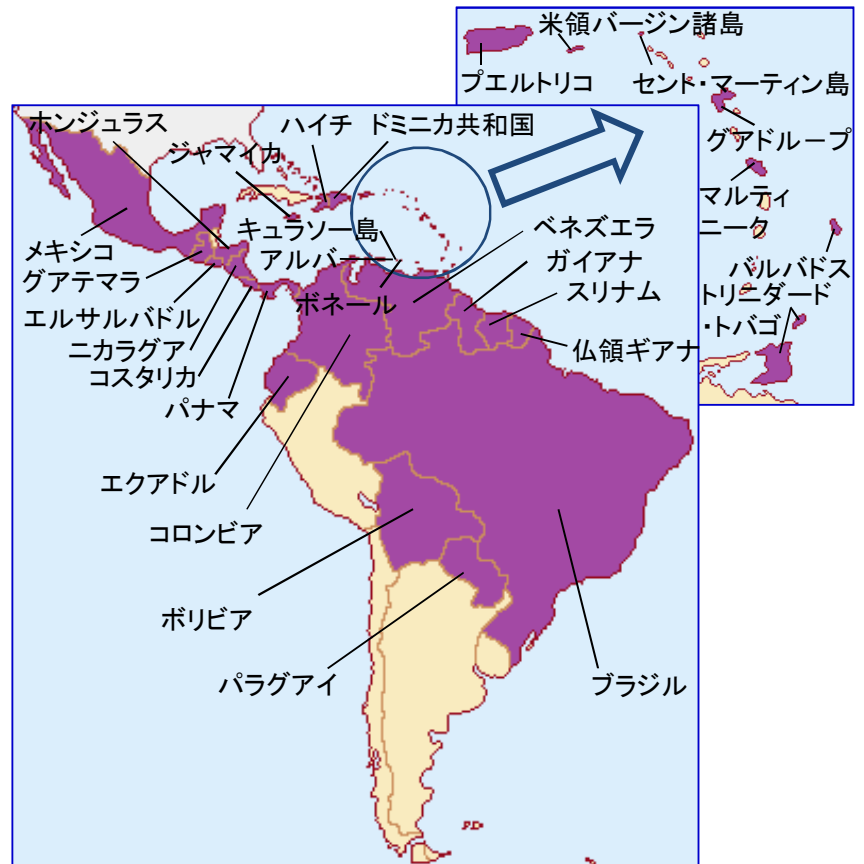 米領バージン諸島
プエルトリコ
セント・マーティン島
グアドループ
マルティ
ニーク
バルバドス
トリニダード
・トバゴ
ホンジュラス
ハイチ
ドミニカ共和国
ジャマイカ
キュラソー島
アルバ
ボネール
ベネズエラ
ガイアナ
スリナム
仏領ギアナ
メキシコ
グアテマラ
エルサルバドル
ニカラグア
コスタリカ
パナマ
エクアドル
コロンビア
ボリビア
パラグアイ
ブラジル